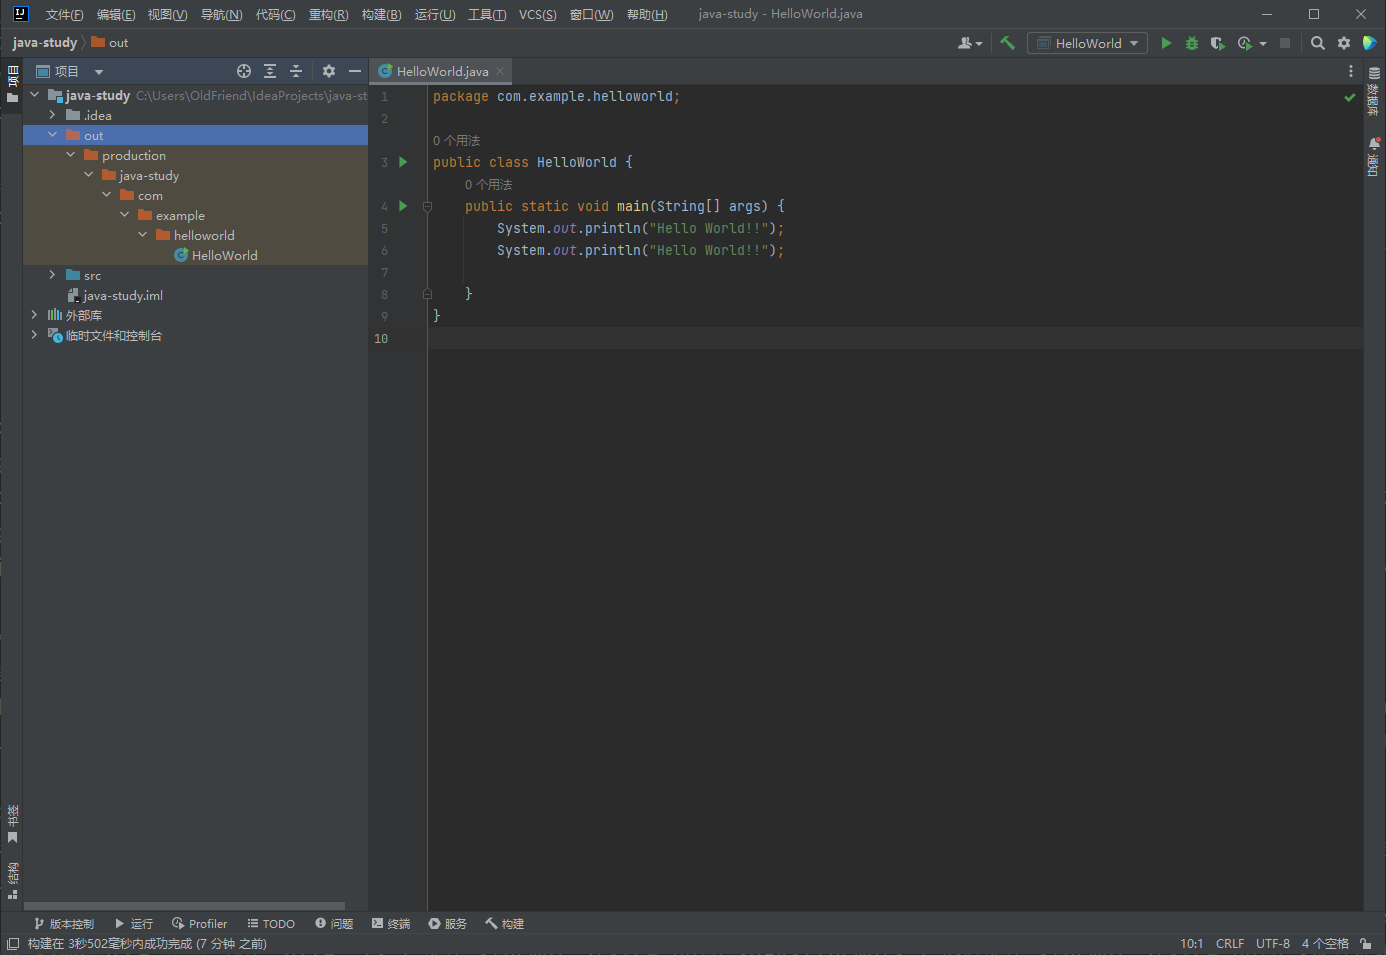 文件(F) 编辑(E) 视图(V) 导航(N) 代码(C) 重构(R) 构建(B) 运行(U) 工具(T) VCS(S) 窗口(W) 帮助(H) java-study - HelloWorld.java
java-study out
HelloWorld
项目
项目
HelloWorld.java
java-study C:\Users\OldFriend\IdeaProjects\java-st
.idea
out
production
java-study
com
example
helloworld
HelloWorld
src
java-study.iml
外部库
临时文件和控制台
1 package com.example.helloworld;
2
0 个用法
3 public class HelloWorld {
0 个用法
4 public static void main(String[] args) {
5 System.out.println("Hello World!!");
6 System.out.println("Hello World!!");
7
8 }
9 }
10
数据库
通知
书签
结构
版本控制 运行 Profiler TODO 问题 终端 服务 构建
构建在 3秒502毫秒内成功完成 (7 分钟 之前)
10:1 CRLF UTF-8 4 个空格